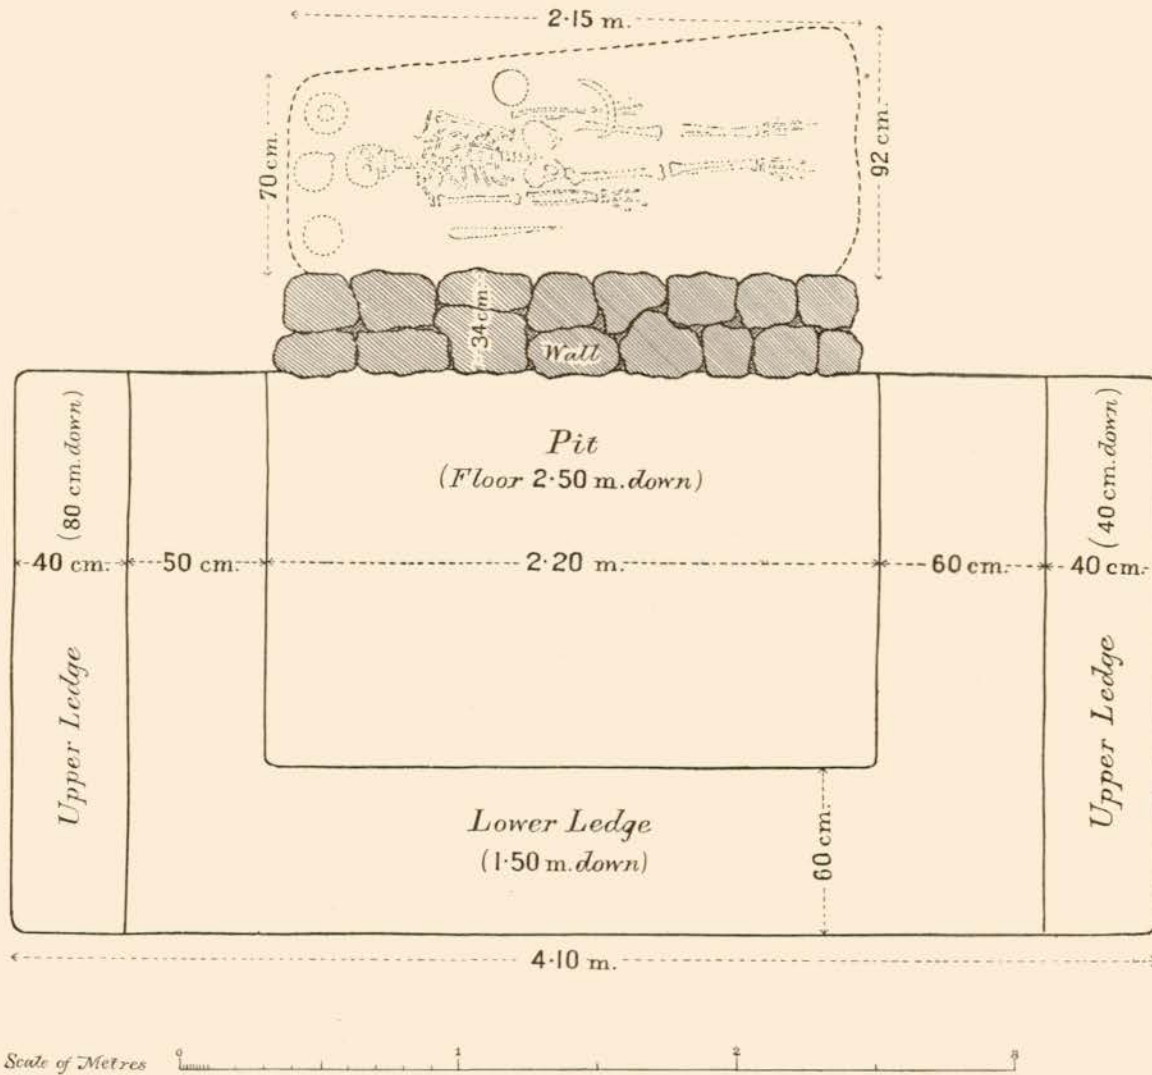 2·15 m.
70 cm.
92 cm.
34 cm.
Wall
(80 cm. down)
Pit
(Floor 2·50 m. down)
(40 cm. down)
40 cm.
50 cm.
2·20 m.
60 cm.
40 cm.
Upper Ledge
Lower Ledge
(1·50 m. down)
60 cm.
Upper Ledge
4·10 m.
Scale of Metres 0 1 2 3